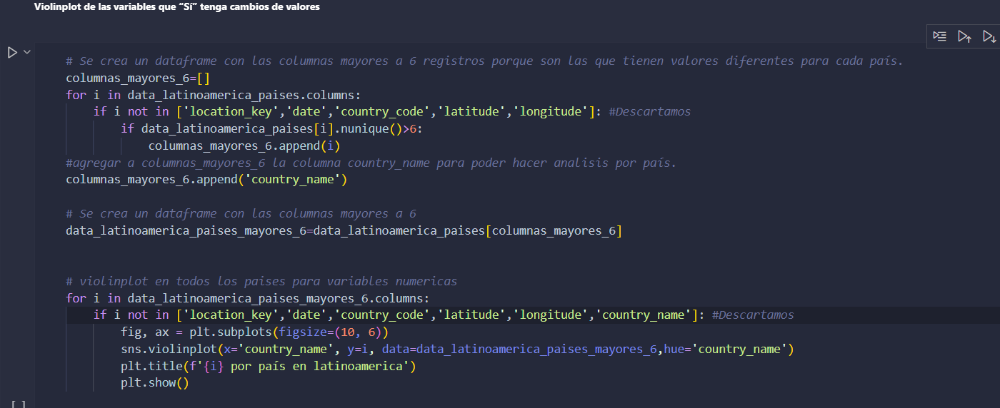 Violinplot de las variables que “Sí” tenga cambios de valores
# Se crea un dataframe con las columnas mayores a 6 registros porque son las que tienen valores diferentes para cada país.
columnas_mayores_6=[]
for i in data_latinoamerica_paises.columns:
    if i not in ['location_key','date','country_code','latitude','longitude']: #Descartamos
        if data_latinoamerica_paises[i].nunique()>6:
            columnas_mayores_6.append(i)
#agregar a columnas_mayores_6 la columna country_name para poder hacer analisis por país.
columnas_mayores_6.append('country_name')
# Se crea un dataframe con las columnas mayores a 6
data_latinoamerica_paises_mayores_6=data_latinoamerica_paises[columnas_mayores_6]
# violinplot en todos los paises para variables numericas
for i in data_latinoamerica_paises_mayores_6.columns:
    if i not in ['location_key','date','country_code','latitude','longitude','country_name']: #Descartamos
        fig, ax = plt.subplots(figsize=(10, 6))
        sns.violinplot(x='country_name', y=i, data=data_latinoamerica_paises_mayores_6,hue='country_name')
        plt.title(f'{i} por país en latinoamerica')
        plt.show()
[ ]